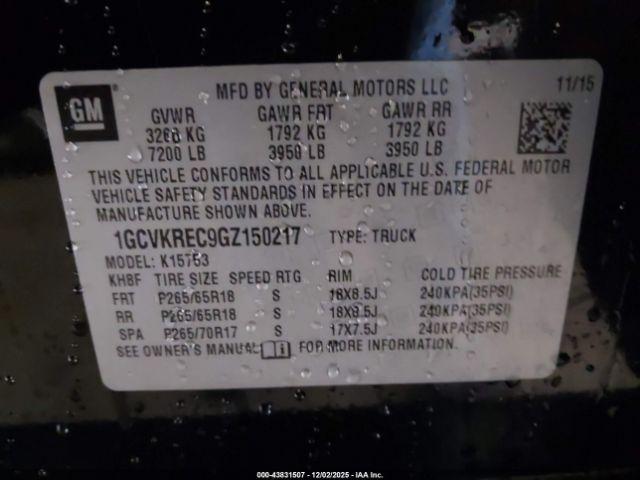 GM
MFD BY GENERAL MOTORS LLC 11/15
GVWR GAWR FRT GAWR RR
3266 KG 1792 KG 1792 KG
7200 LB 3950 LB 3950 LB
THIS VEHICLE CONFORMS TO ALL APPLICABLE U.S. FEDERAL MOTOR
VEHICLE SAFETY STANDARDS IN EFFECT ON THE DATE OF
MANUFACTURE SHOWN ABOVE.
1GCVKREC9GZ150217 TYPE: TRUCK
MODEL: K15753
KH8F TIRE SIZE SPEED RTG RIM COLD TIRE PRESSURE
FRT P265/65R18 S 18X8.5J 240KPA(35PSI)
RR P265/65R18 S 18X8.5J 240KPA(35PSI)
SPA P265/70R17 S 17X7.5J 240KPA(35PSI)
SEE OWNER'S MANUAL FOR MORE INFORMATION.
000-43831507 - 12/02/2025 - IAA Inc.